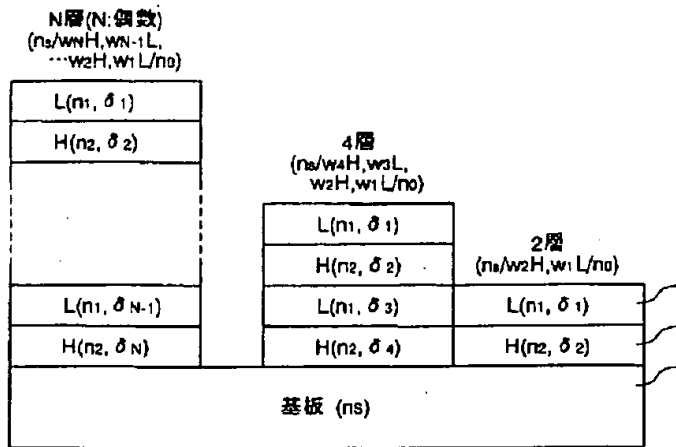 N層(N:偶数)
(ns/wNH,wN-1L,
…w2H,w1L/n0)
L(n1, δ1)
H(n2, δ2)
L(n1, δN-1)
H(n2, δN)
4層
(ns/w4H,w3L,
w2H,w1L/n0)
L(n1, δ1)
H(n2, δ2)
L(n1, δ3)
H(n2, δ4)
2層
(ns/w2H,w1L/n0)
L(n1, δ1)
H(n2, δ2)
基板 (ns)